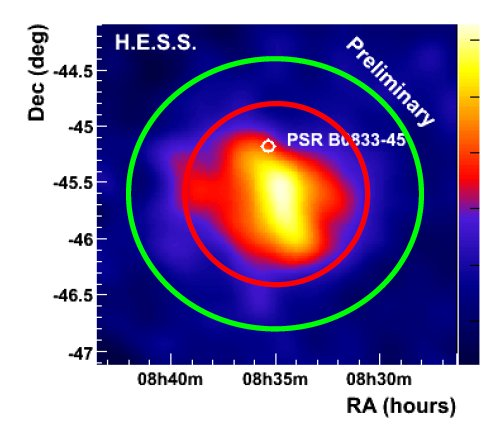 H.E.S.S.
Preliminary
PSR B0833-45
Dec (deg)
-44.5
-45
-45.5
-46
-46.5
-47
08h40m
08h35m
08h30m
RA (hours)